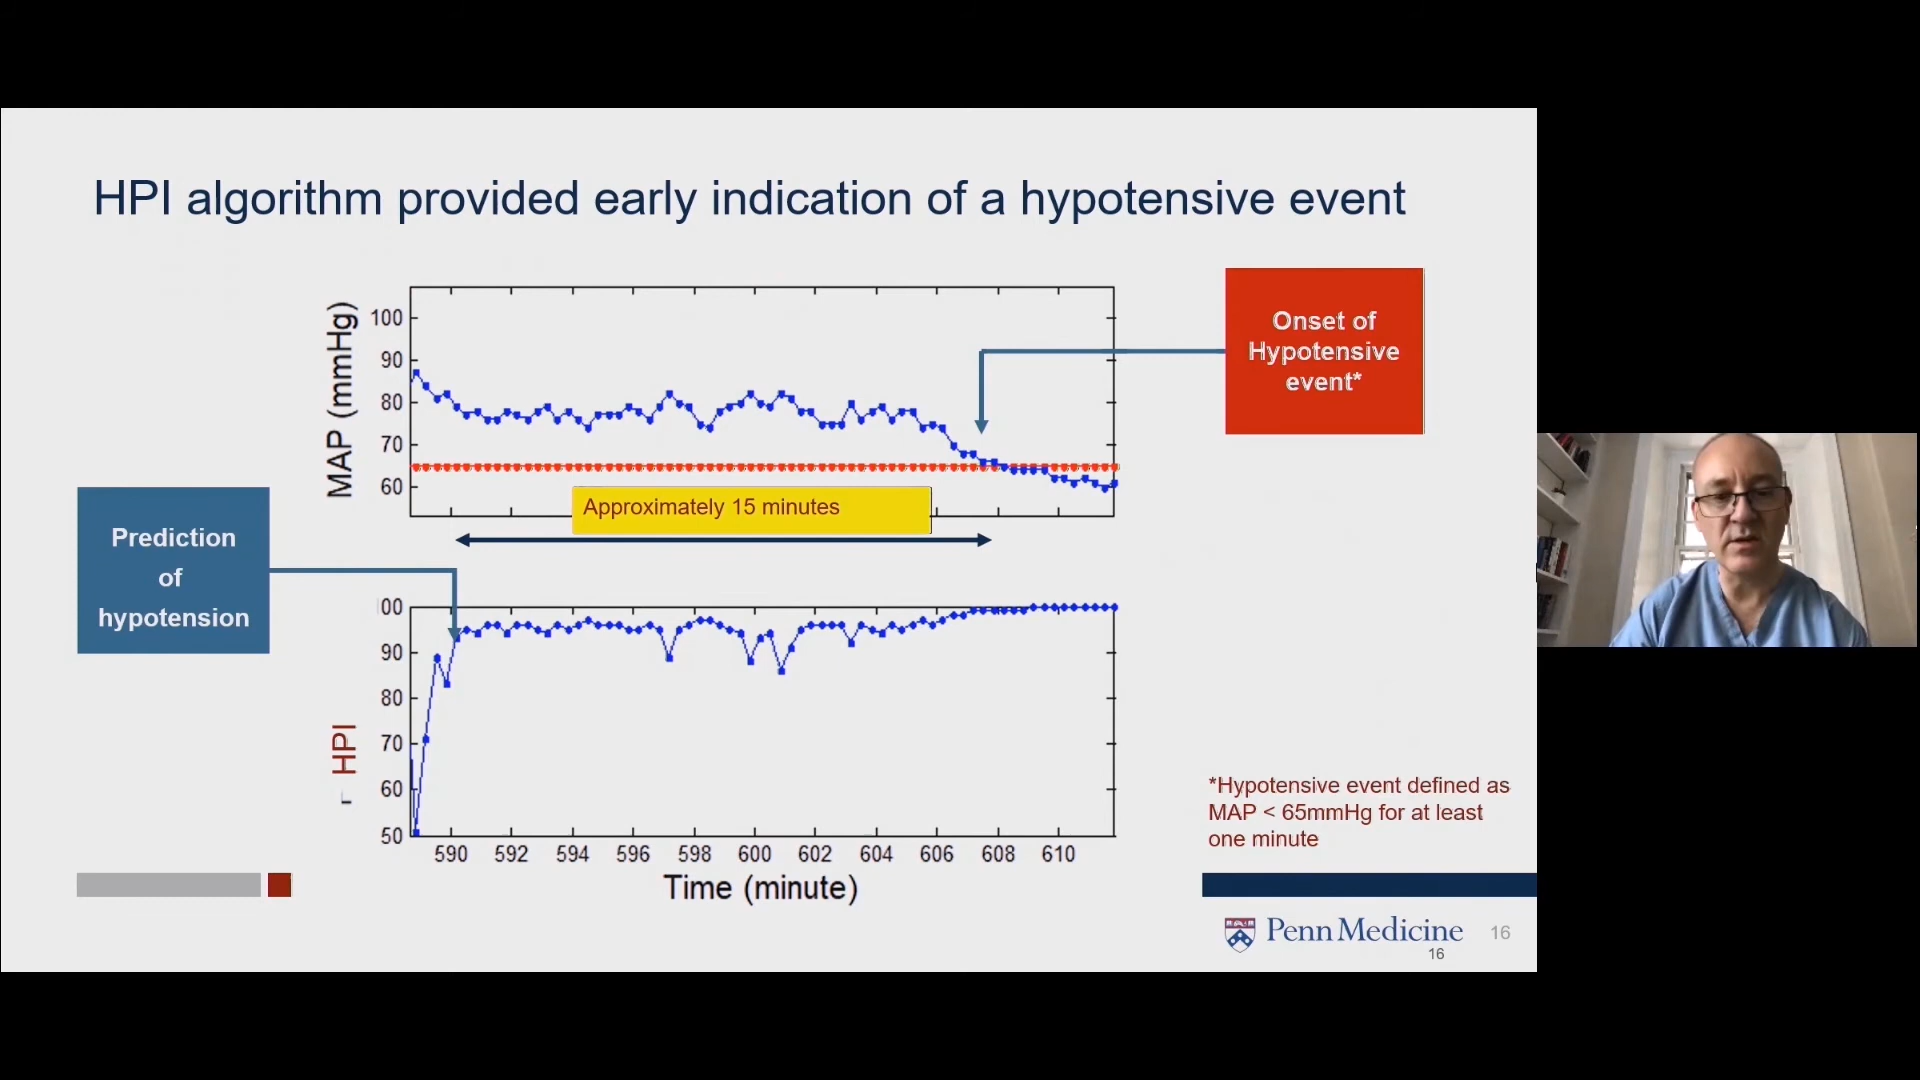 HPI algorithm provided early indication of a hypotensive event
MAP (mmHg)
100
90
80
70
60
Onset of
Hypotensive
event*
Approximately 15 minutes
Prediction
of
hypotension
HPI
00
90
80
70
60
50
590 592 594 596 598 600 602 604 606 608 610
Time (minute)
*Hypotensive event defined as
MAP < 65mmHg for at least
one minute
Penn Medicine 16
16